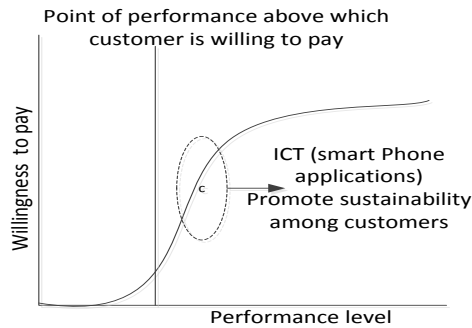 Point of performance above which
customer is willing to pay
Willingness to pay
c
ICT (smart Phone
applications)
Promote sustainability
among customers
Performance level